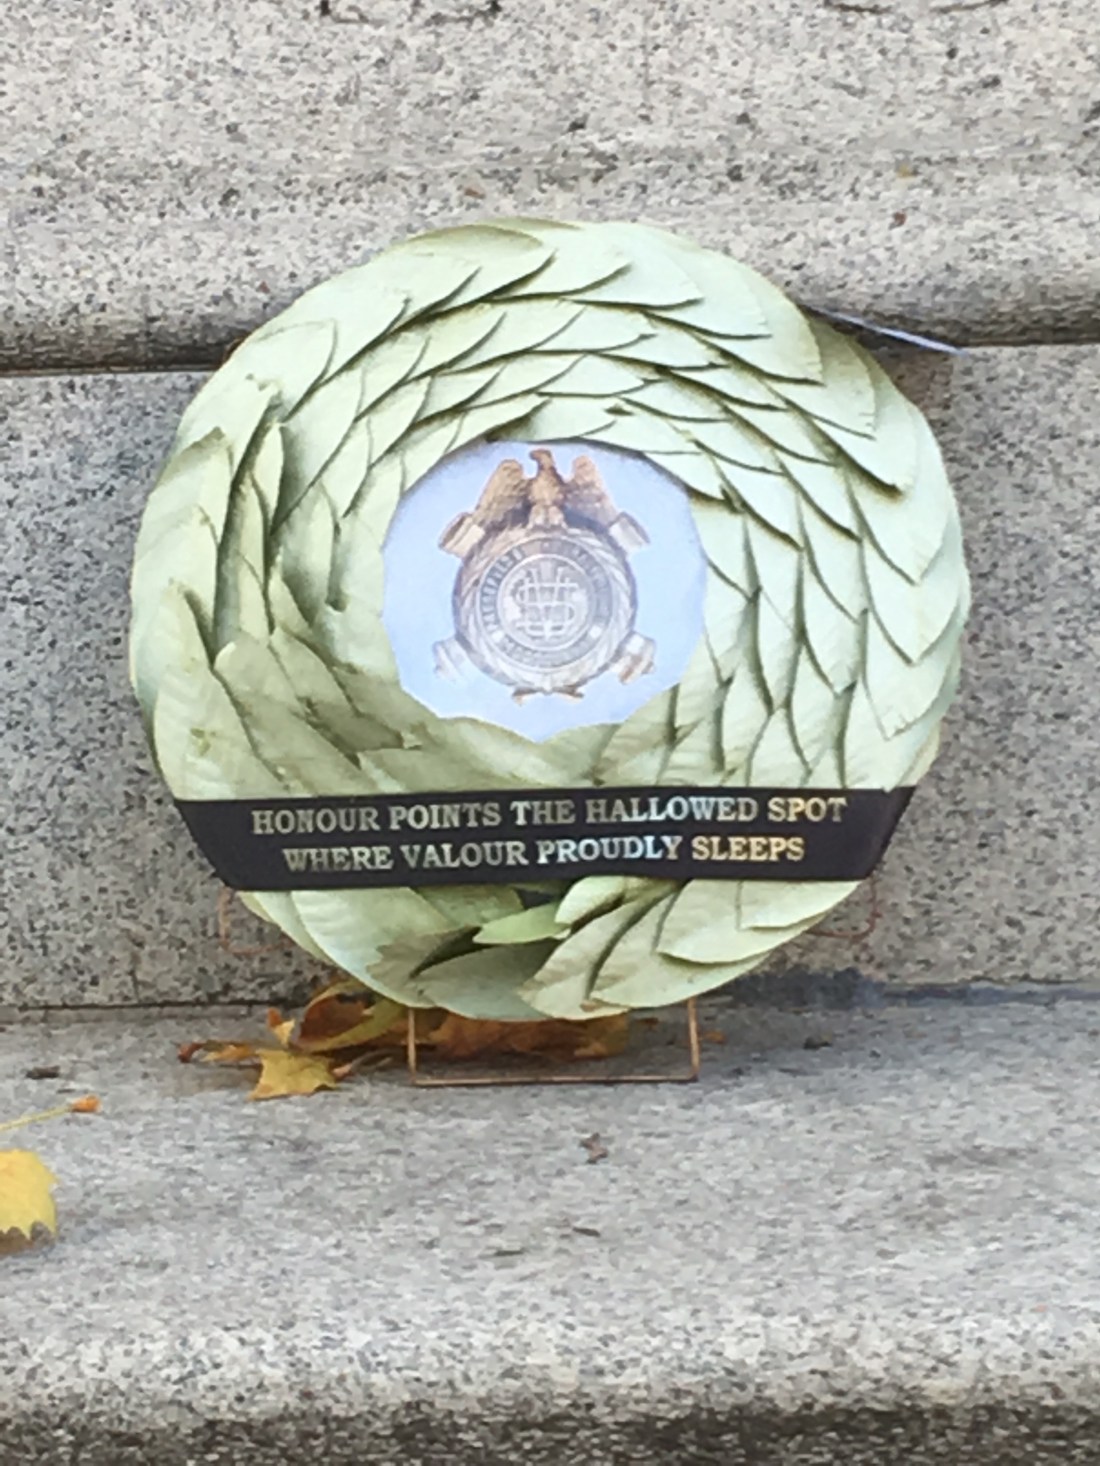 HONOUR POINTS THE HALLOWED SPOT
WHERE VALOUR PROUDLY SLEEPS